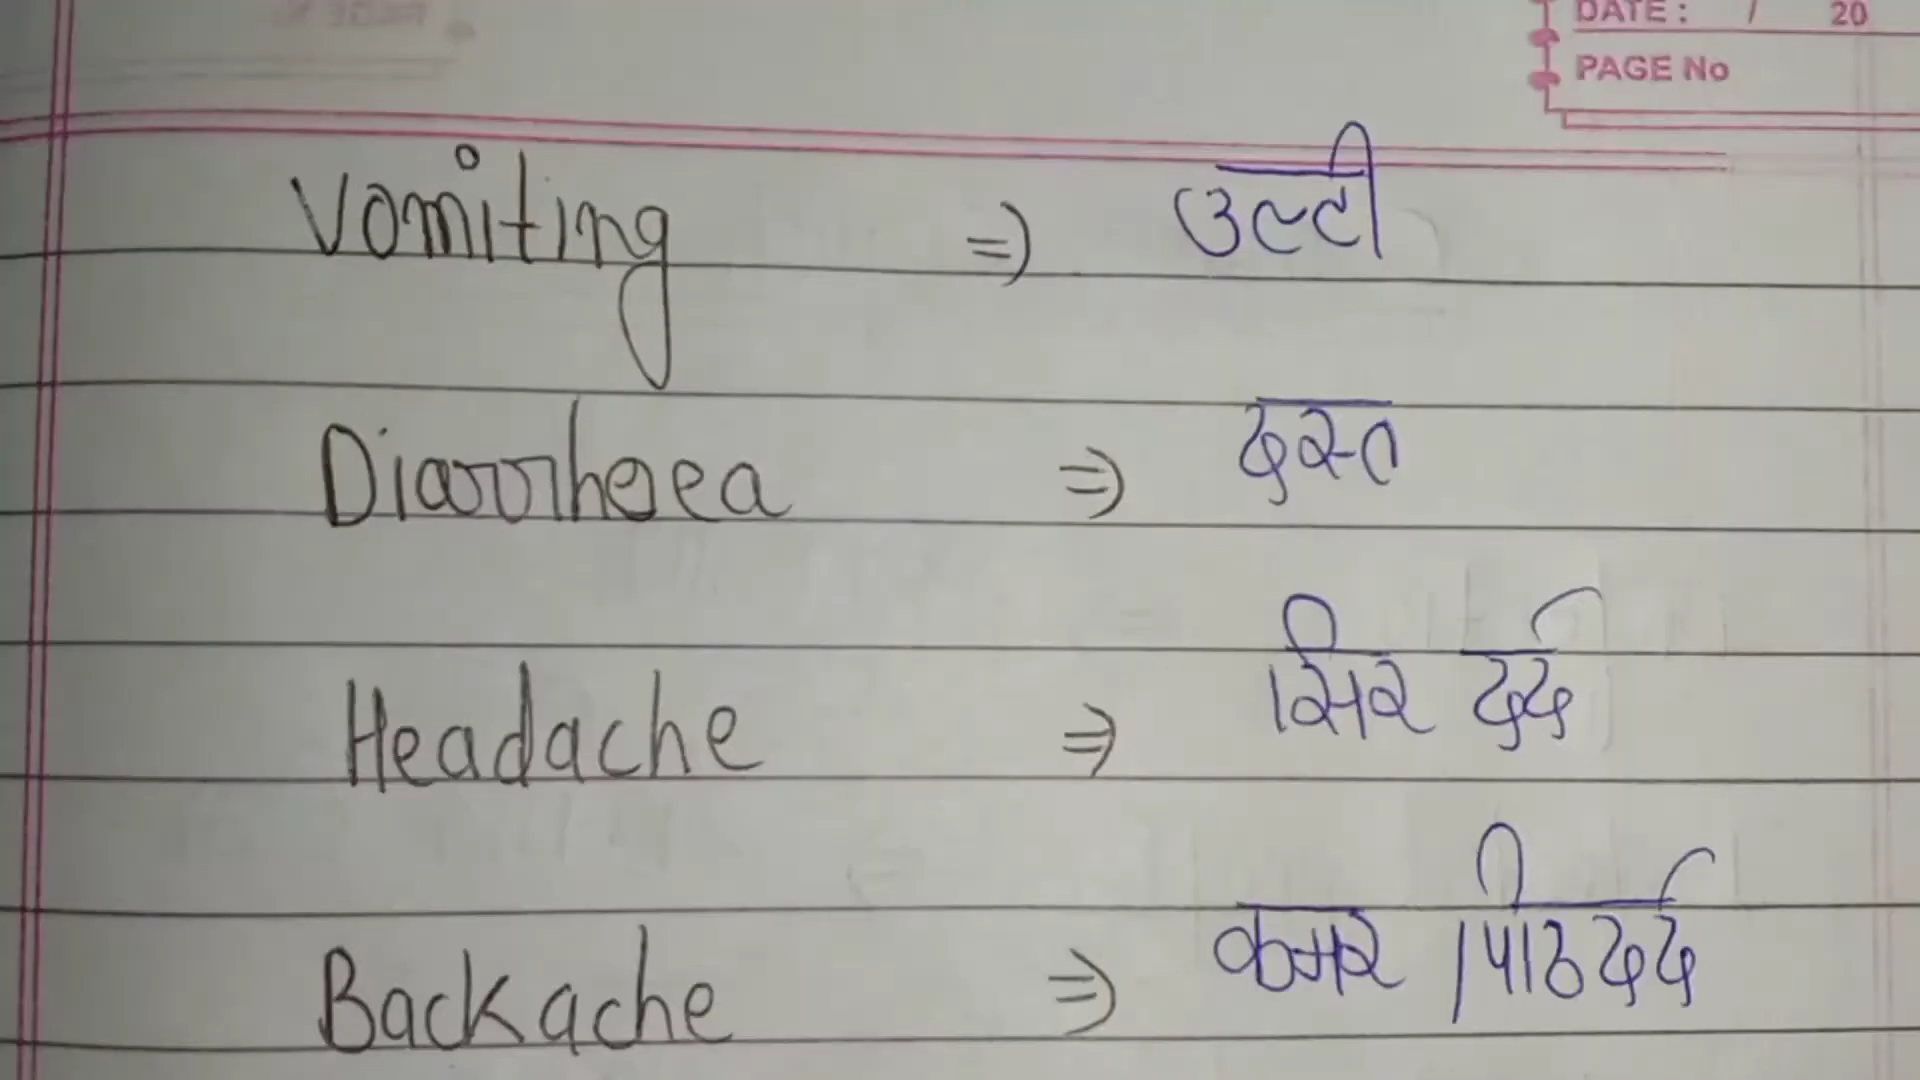 DATE : / 20
PAGE No
Vomiting => उल्टी
Diarrhoea => दस्त
Headache => सिर दर्द
Backache => कमर / पीठ दर्द